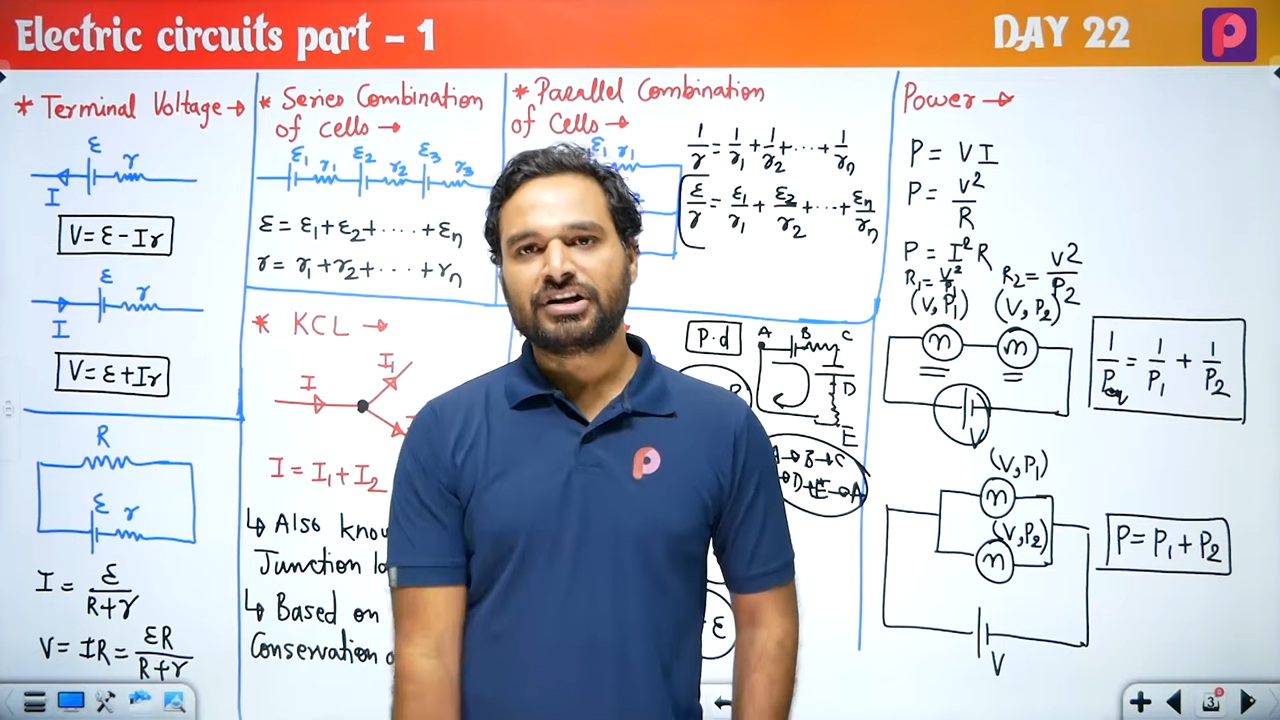 Electric circuits part – 1
DAY 22
* Terminal Voltage →
ε
r
I
V = ε - Ir
ε
r
I
V = ε + Ir
R
ε
r
I = ε/(R+r)
V = IR = εR/(R+r)
* Series Combination
of cells →
ε1 r1 ε2 r2 ε3 r3
ε = ε1+ε2+ ····· +εn
r = r1+r2+ ···· + rn
* KCL →
I
I1
I = I1 + I2
↳ Also
Junction
↳ Based on
Conservation
* Parallel Combination
of Cells →
ε1 r1
1/r = 1/r1 + 1/r2 + ····· + 1/rn
ε/r = ε1/r1 + ε2/r2 + ····· + εn/rn
P.d
A B C
D
E
→ B → C
→ D → E → A
ε
Power →
P = VI
P = V²/R
P = I²R
R1 = V²/P1
R2 = V²/P2
(V, P1) (V, P2)
V
1/Peq = 1/P1 + 1/P2
(V, P1)
(V, P2)
V
P = P1 + P2
3